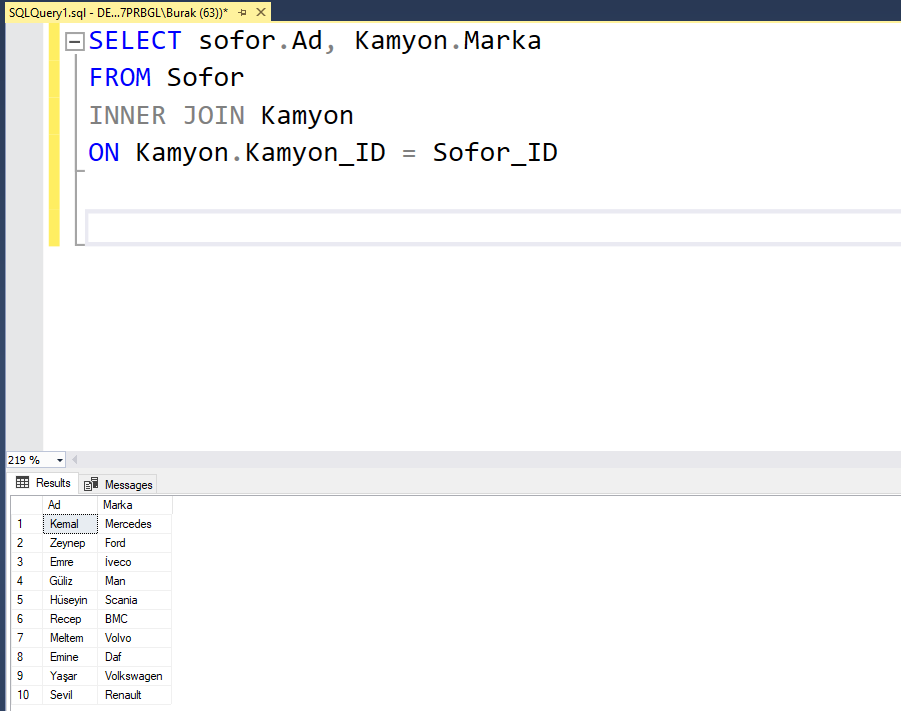 SQLQuery1.sql - DE...7PRBGL\Burak (63))*
SELECT sofor.Ad, Kamyon.Marka
FROM Sofor
INNER JOIN Kamyon
ON Kamyon.Kamyon_ID = Sofor_ID
219 %
Results Messages
Ad Marka
1 Kemal Mercedes
2 Zeynep Ford
3 Emre İveco
4 Güliz Man
5 Hüseyin Scania
6 Recep BMC
7 Meltem Volvo
8 Emine Daf
9 Yaşar Volkswagen
10 Sevil Renault